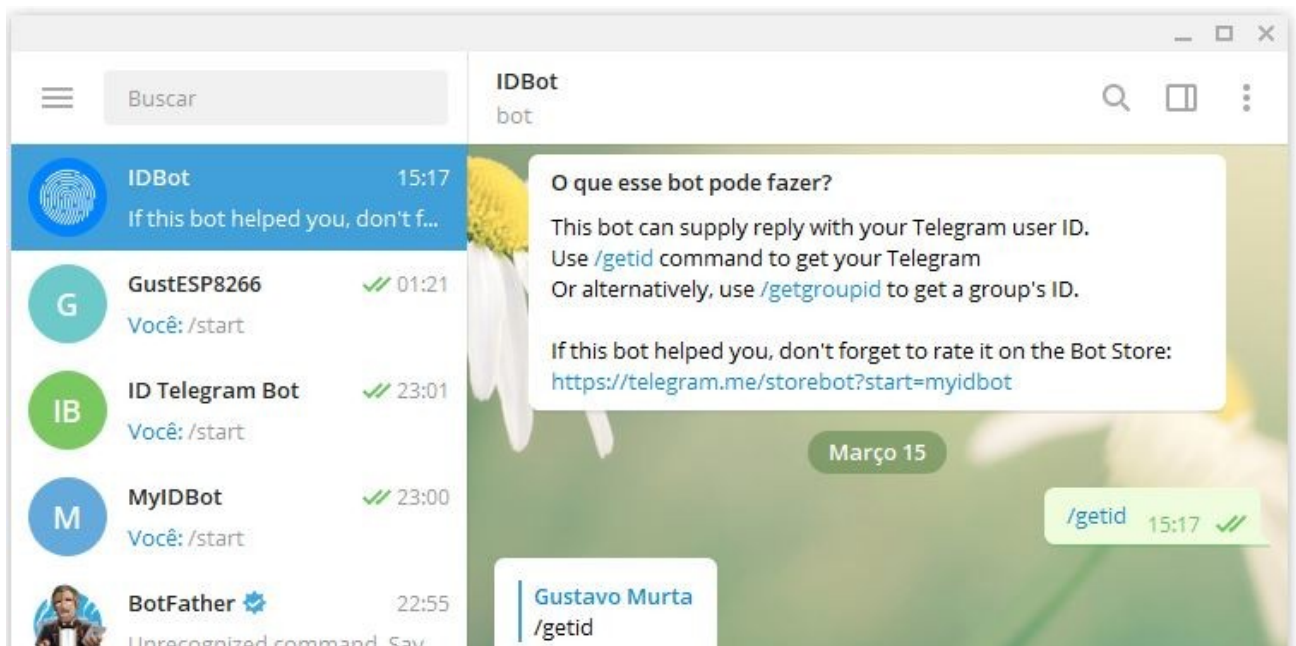 Buscar
IDBot
15:17
If this bot helped you, don't f...
G
GustESP8266
01:21
Você: /start
IB
ID Telegram Bot
23:01
Você: /start
M
MyIDBot
23:00
Você: /start
BotFather
22:55
Unrecognized command. Say
IDBot
bot
O que esse bot pode fazer?
This bot can supply reply with your Telegram user ID.
Use /getid command to get your Telegram
Or alternatively, use /getgroupid to get a group's ID.
If this bot helped you, don't forget to rate it on the Bot Store:
https://telegram.me/storebot?start=myidbot
Março 15
/getid 15:17
Gustavo Murta
/getid